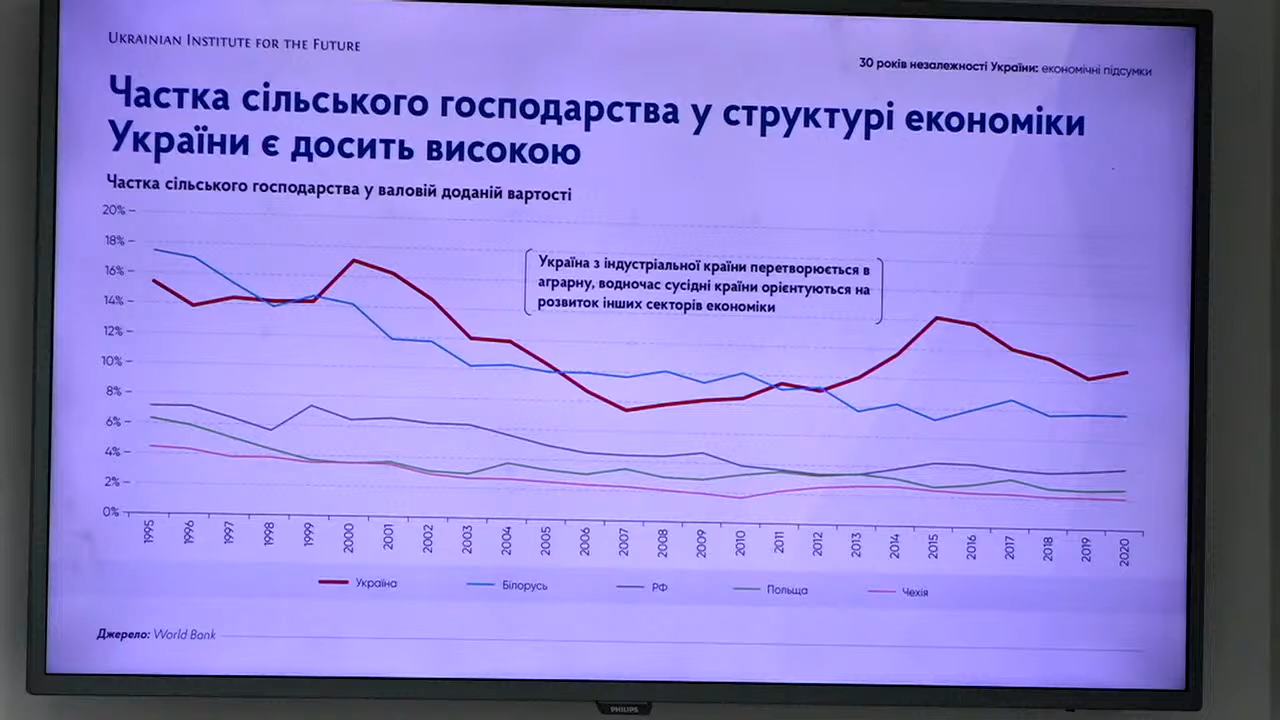 Ukrainian Institute for the Future
30 років незалежності України: економічні підсумки
Частка сільського господарства у структурі економіки
України є досить високою
Частка сільського господарства у валовій доданій вартості
20%
18%
16%
14%
12%
10%
8%
6%
4%
2%
0%
Україна з індустріальної країни перетворюється в
аграрну, водночас сусідні країни орієнтуються на
розвиток інших секторів економіки
1995 1996 1997 1998 1999 2000 2001 2002 2003 2004 2005 2006 2007 2008 2009 2010 2011 2012 2013 2014 2015 2016 2017 2018 2019 2020
Україна Білорусь РФ Польща Чехія
Джерело: World Bank
PHILIPS